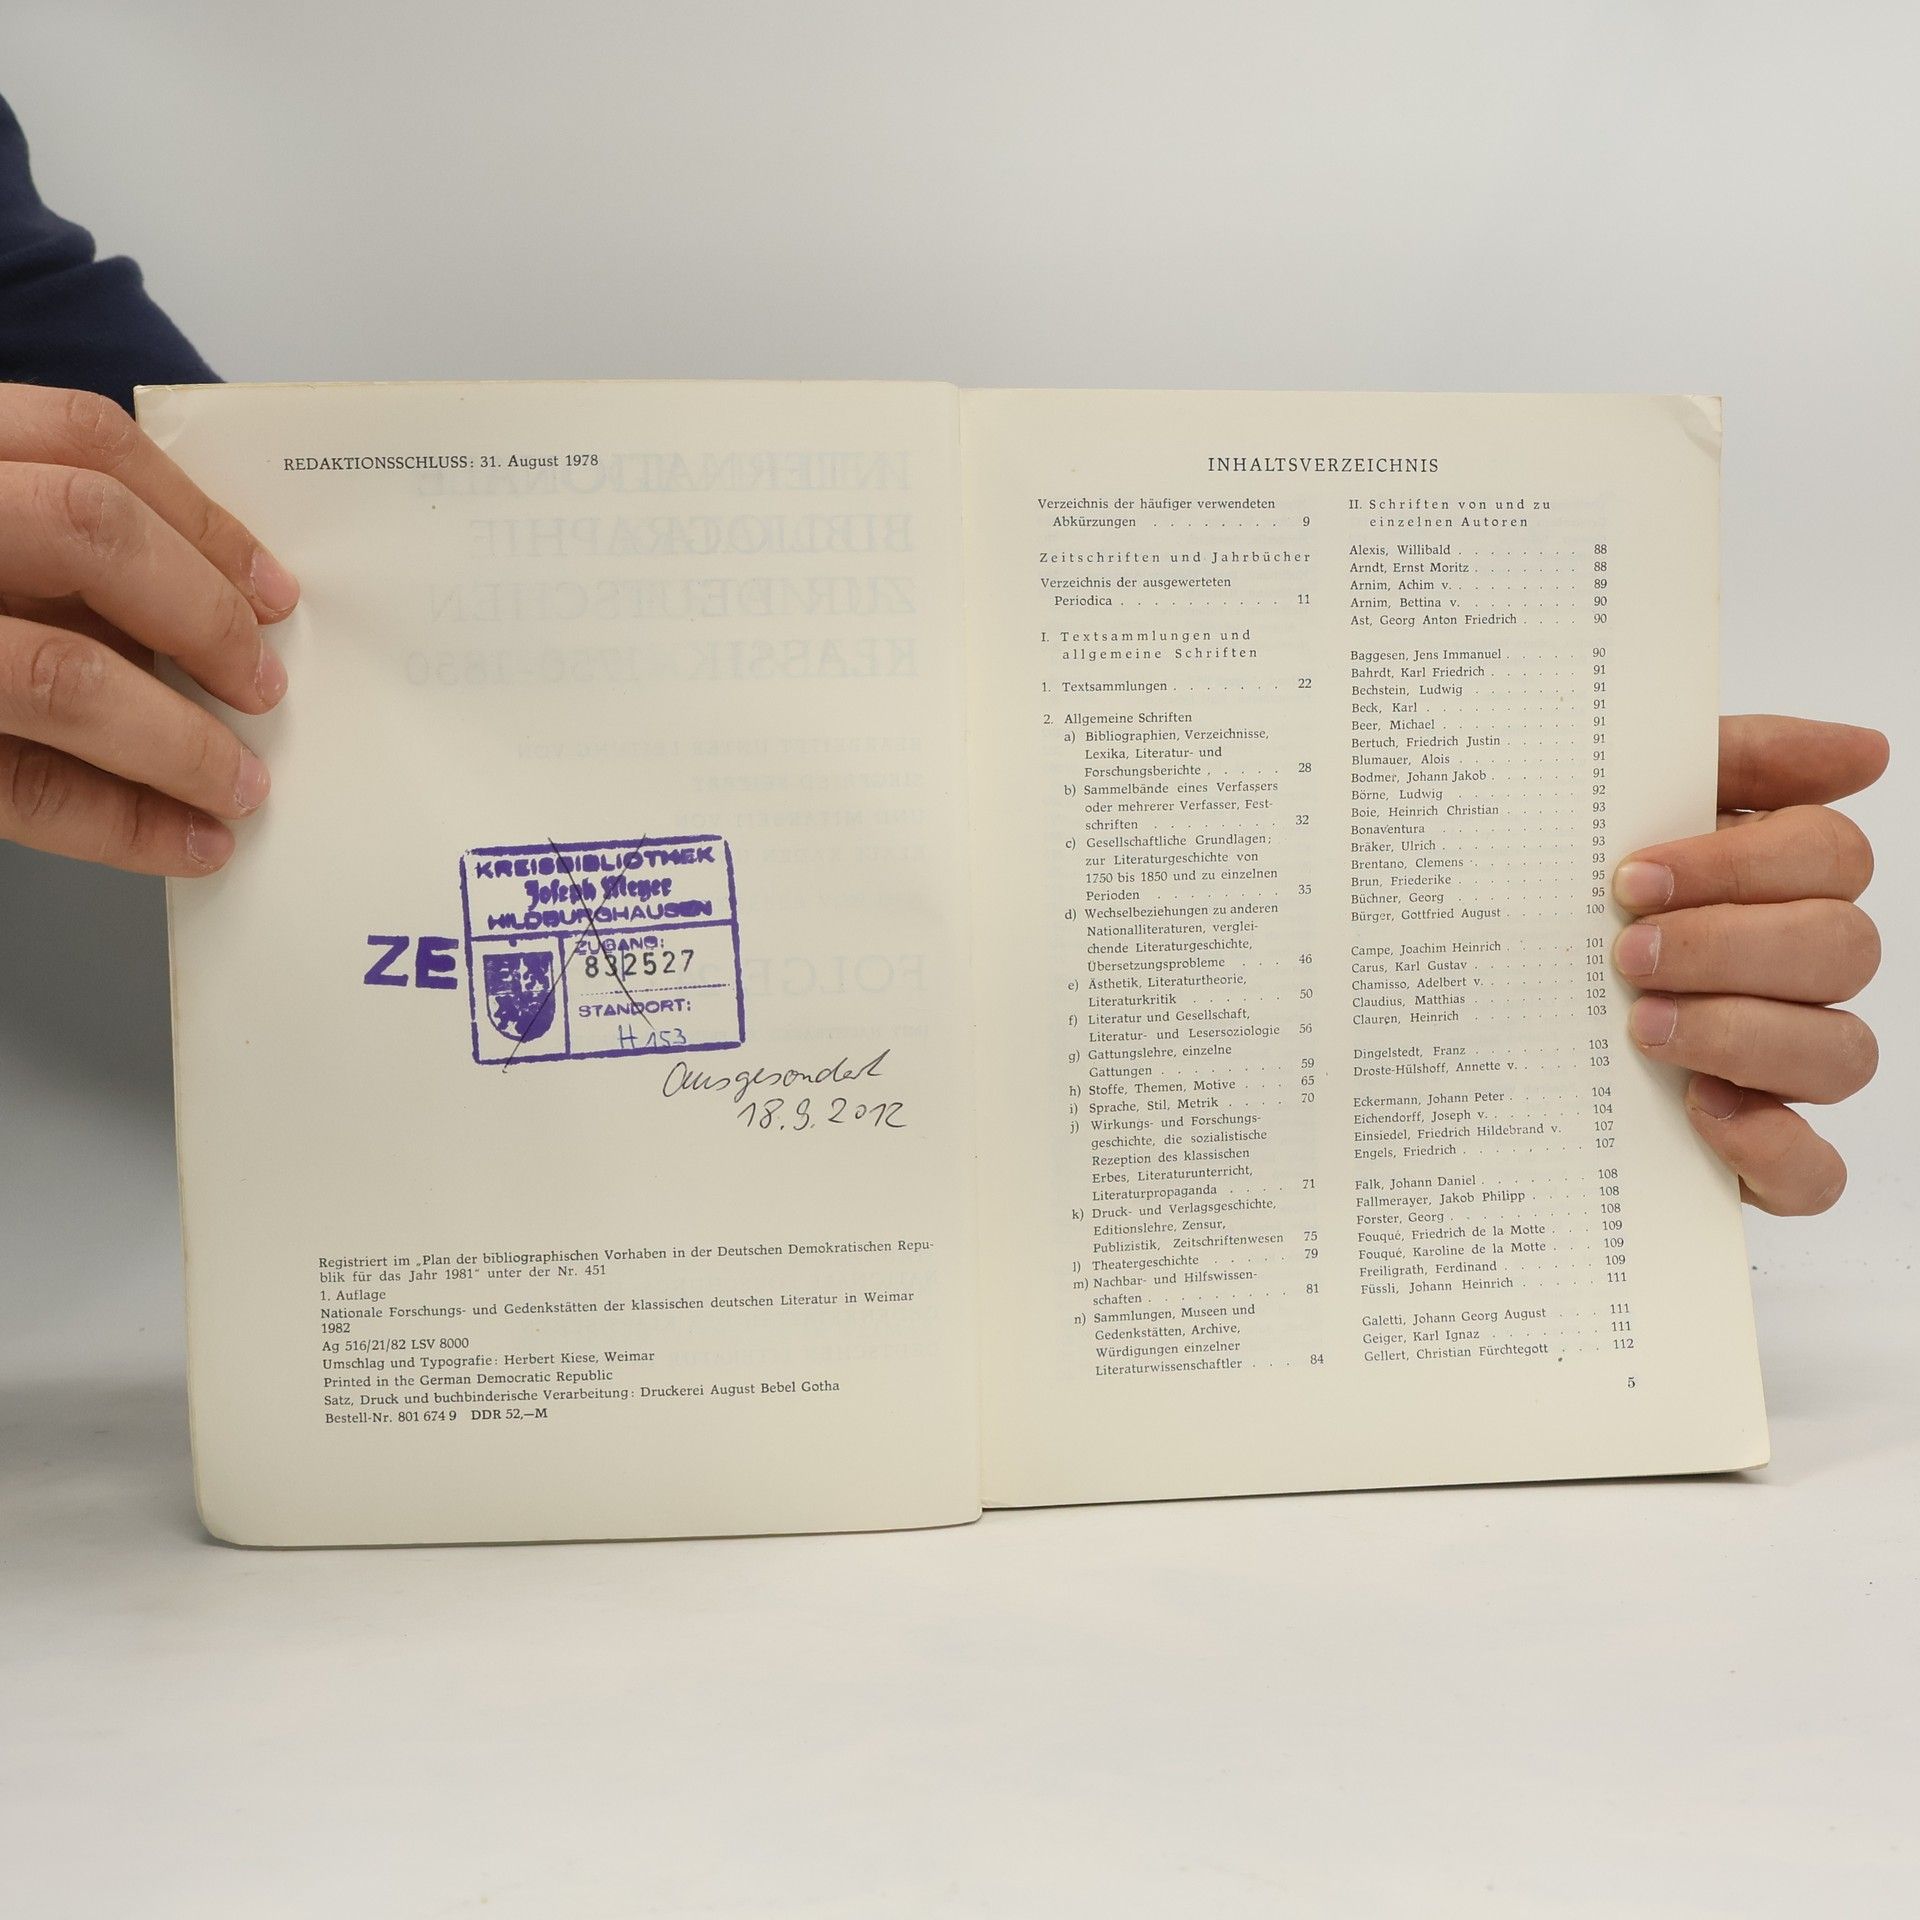 REDAKTIONSSCHLUSS: 31. August 1978
KREISBIBLIOTHEK
Joseph Meyer
HILDBURGHAUSEN
ZE
ZUGANG:
832527
STANDORT:
H 153
Ausgesondert
18.9.2012
Registriert im „Plan der bibliographischen Vorhaben in der Deutschen Demokratischen Repu-
blik für das Jahr 1981" unter der Nr. 451
1. Auflage
Nationale Forschungs- und Gedenkstätten der klassischen deutschen Literatur in Weimar
1982
Ag 516/21/82 LSV 8000
Umschlag und Typografie: Herbert Kiese, Weimar
Printed in the German Democratic Republic
Satz, Druck und buchbinderische Verarbeitung: Druckerei August Bebel Gotha
Bestell-Nr. 801 674 9 DDR 52,—M
INHALTSVERZEICHNIS
Verzeichnis der häufiger verwendeten
Abkürzungen . . . . . . . . 9
Zeitschriften und Jahrbücher
Verzeichnis der ausgewerteten
Periodica . . . . . . . . . . 11
I. Textsammlungen und
allgemeine Schriften
1. Textsammlungen . . . . . . . 22
2. Allgemeine Schriften
a) Bibliographien, Verzeichnisse,
Lexika, Literatur- und
Forschungsberichte . . . . . 28
b) Sammelbände eines Verfassers
oder mehrerer Verfasser, Fest-
schriften . . . . . . . . 32
c) Gesellschaftliche Grundlagen;
zur Literaturgeschichte von
1750 bis 1850 und zu einzelnen
Perioden . . . . . . . . 35
d) Wechselbeziehungen zu anderen
Nationalliteraturen, verglei-
chende Literaturgeschichte,
Übersetzungsprobleme . . . 46
e) Ästhetik, Literaturtheorie,
Literaturkritik . . . . . . 50
f) Literatur und Gesellschaft,
Literatur- und Lesersoziologie 56
g) Gattungslehre, einzelne
Gattungen . . . . . . . . 59
h) Stoffe, Themen, Motive . . . 65
i) Sprache, Stil, Metrik . . . . 70
j) Wirkungs- und Forschungs-
geschichte, die sozialistische
Rezeption des klassischen
Erbes, Literaturunterricht,
Literaturpropaganda . . . . 71
k) Druck- und Verlagsgeschichte,
Editionslehre, Zensur,
Publizistik, Zeitschriftenwesen 75
l) Theatergeschichte . . . . . 79
m) Nachbar- und Hilfswissen-
schaften . . . . . . . . . 81
n) Sammlungen, Museen und
Gedenkstätten, Archive,
Würdigungen einzelner
Literaturwissenschaftler . . . 84
II. Schriften von und zu
einzelnen Autoren
Alexis, Willibald . . . . . . . 88
Arndt, Ernst Moritz . . . . . . . 88
Arnim, Achim v. . . . . . . . 89
Arnim, Bettina v. . . . . . . . 90
Ast, Georg Anton Friedrich . . . . 90
Baggesen, Jens Immanuel . . . . . 90
Bahrdt, Karl Friedrich . . . . . . 91
Bechstein, Ludwig . . . . . . . 91
Beck, Karl . . . . . . . . . . 91
Beer, Michael . . . . . . . . . 91
Bertuch, Friedrich Justin . . . . . 91
Blumauer, Alois . . . . . . . . 91
Bodmer, Johann Jakob . . . . . . 91
Börne, Ludwig . . . . . . . . 92
Boie, Heinrich Christian . . . . . 93
Bonaventura . . . . . . . . . 93
Bräker, Ulrich . . . . . . . . . 93
Brentano, Clemens . . . . . . . 93
Brun, Friederike . . . . . . . . 95
Büchner, Georg . . . . . . . . 95
Bürger, Gottfried August . . . . . 100
Campe, Joachim Heinrich . . . . . 101
Carus, Karl Gustav . . . . . . . 101
Chamisso, Adelbert v. . . . . . . 101
Claudius, Matthias . . . . . . . 102
Clauren, Heinrich . . . . . . . 103
Dingelstedt, Franz . . . . . . . 103
Droste-Hülshoff, Annette v. . . . . 103
Eckermann, Johann Peter . . . . . 104
Eichendorff, Joseph v. . . . . . . 104
Einsiedel, Friedrich Hildebrand v. 107
Engels, Friedrich . . . . . . . . 107
Falk, Johann Daniel . . . . . . . 108
Fallmerayer, Jakob Philipp . . . . 108
Forster, Georg . . . . . . . . . 108
Fouqué, Friedrich de la Motte . . . 109
Fouqué, Karoline de la Motte . . . 109
Freiligrath, Ferdinand . . . . . . 109
Füssli, Johann Heinrich . . . . . 111
Galetti, Johann Georg August . . . 111
Geiger, Karl Ignaz . . . . . . . 111
Gellert, Christian Fürchtegott . . . 112
5